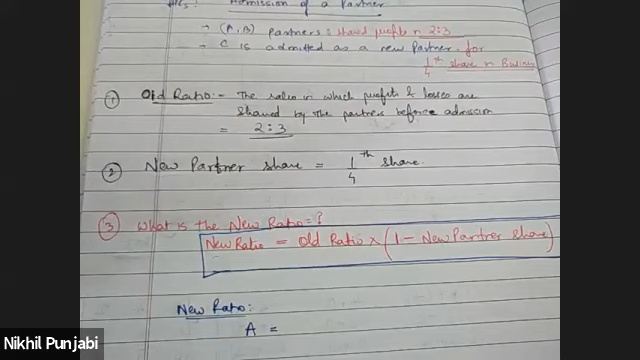 Admission of a Partner
→ (A, B) Partners : shared profits in 2:3
→ C is admitted as a new Partner for
1/4th share in Business
① Old Ratio:- The ratio in which profits & losses are
shared by the partners before admission
= 2:3
② New Partner share = 1/4th share.
③ What is the New Ratio = ?
New Ratio = Old Ratio × (1 - New Partner share)
New Ratio:
A =
Nikhil Punjabi